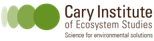 Cary Institute
of Ecosystem Studies
Science for environmental solutions